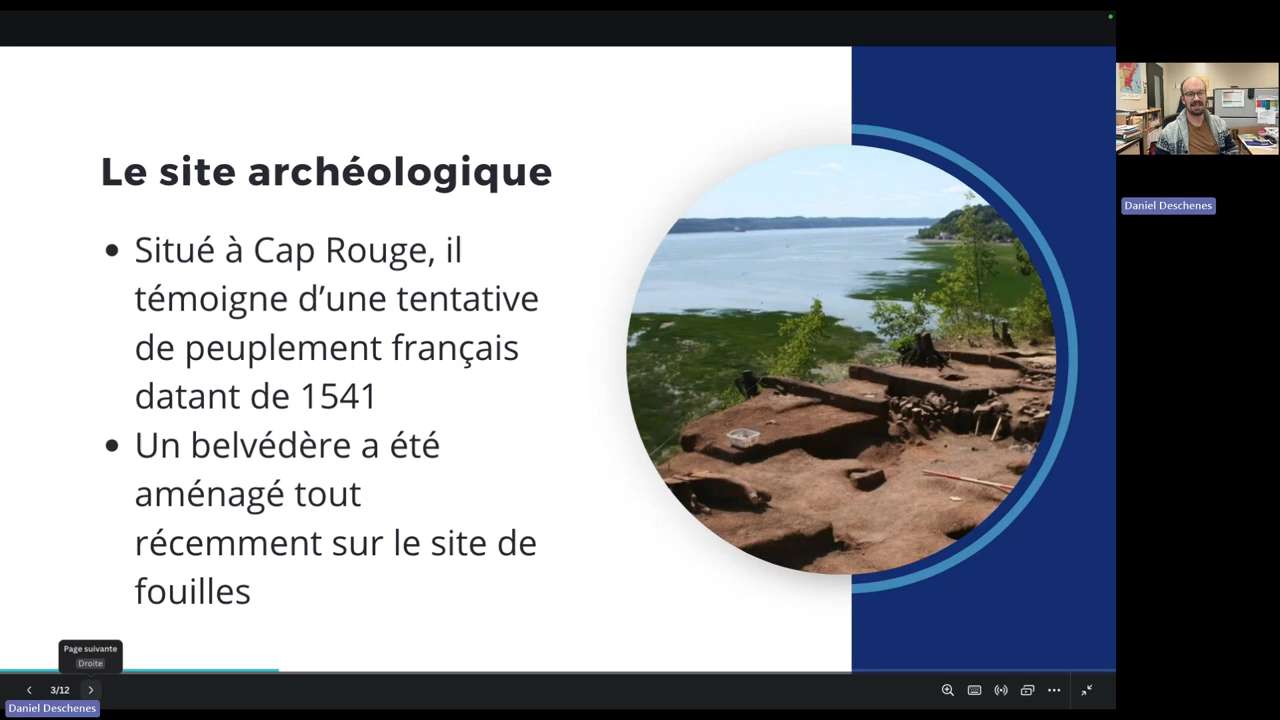 Le site archéologique
• Situé à Cap Rouge, il
témoigne d’une tentative
de peuplement français
datant de 1541
• Un belvédère a été
aménagé tout
récemment sur le site de
fouilles
Page suivante
Droite
3/12
Daniel Deschenes
Daniel Deschenes